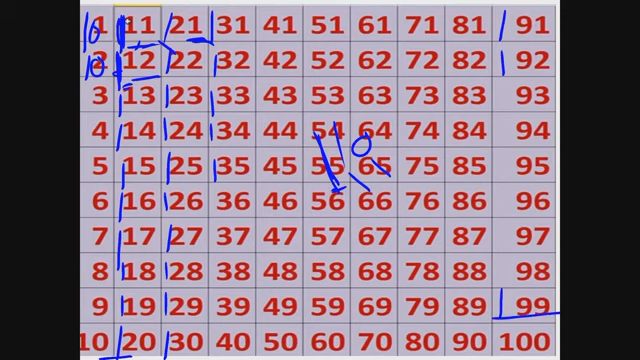 1 11 21 31 41 51 61 71 81 91
2 12 22 32 42 52 62 72 82 92
3 13 23 33 43 53 63 73 83 93
4 14 24 34 44 54 64 74 84 94
5 15 25 35 45 55 65 75 85 95
6 16 26 36 46 56 66 76 86 96
7 17 27 37 47 57 67 77 87 97
8 18 28 38 48 58 68 78 88 98
9 19 29 39 49 59 69 79 89 99
10 20 30 40 50 60 70 80 90 100